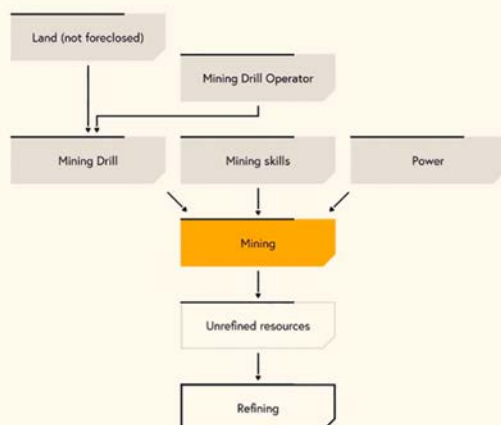 Land (not foreclosed)
Mining Drill Operator
Mining Drill
Mining skills
Power
Mining
Unrefined resources
Refining